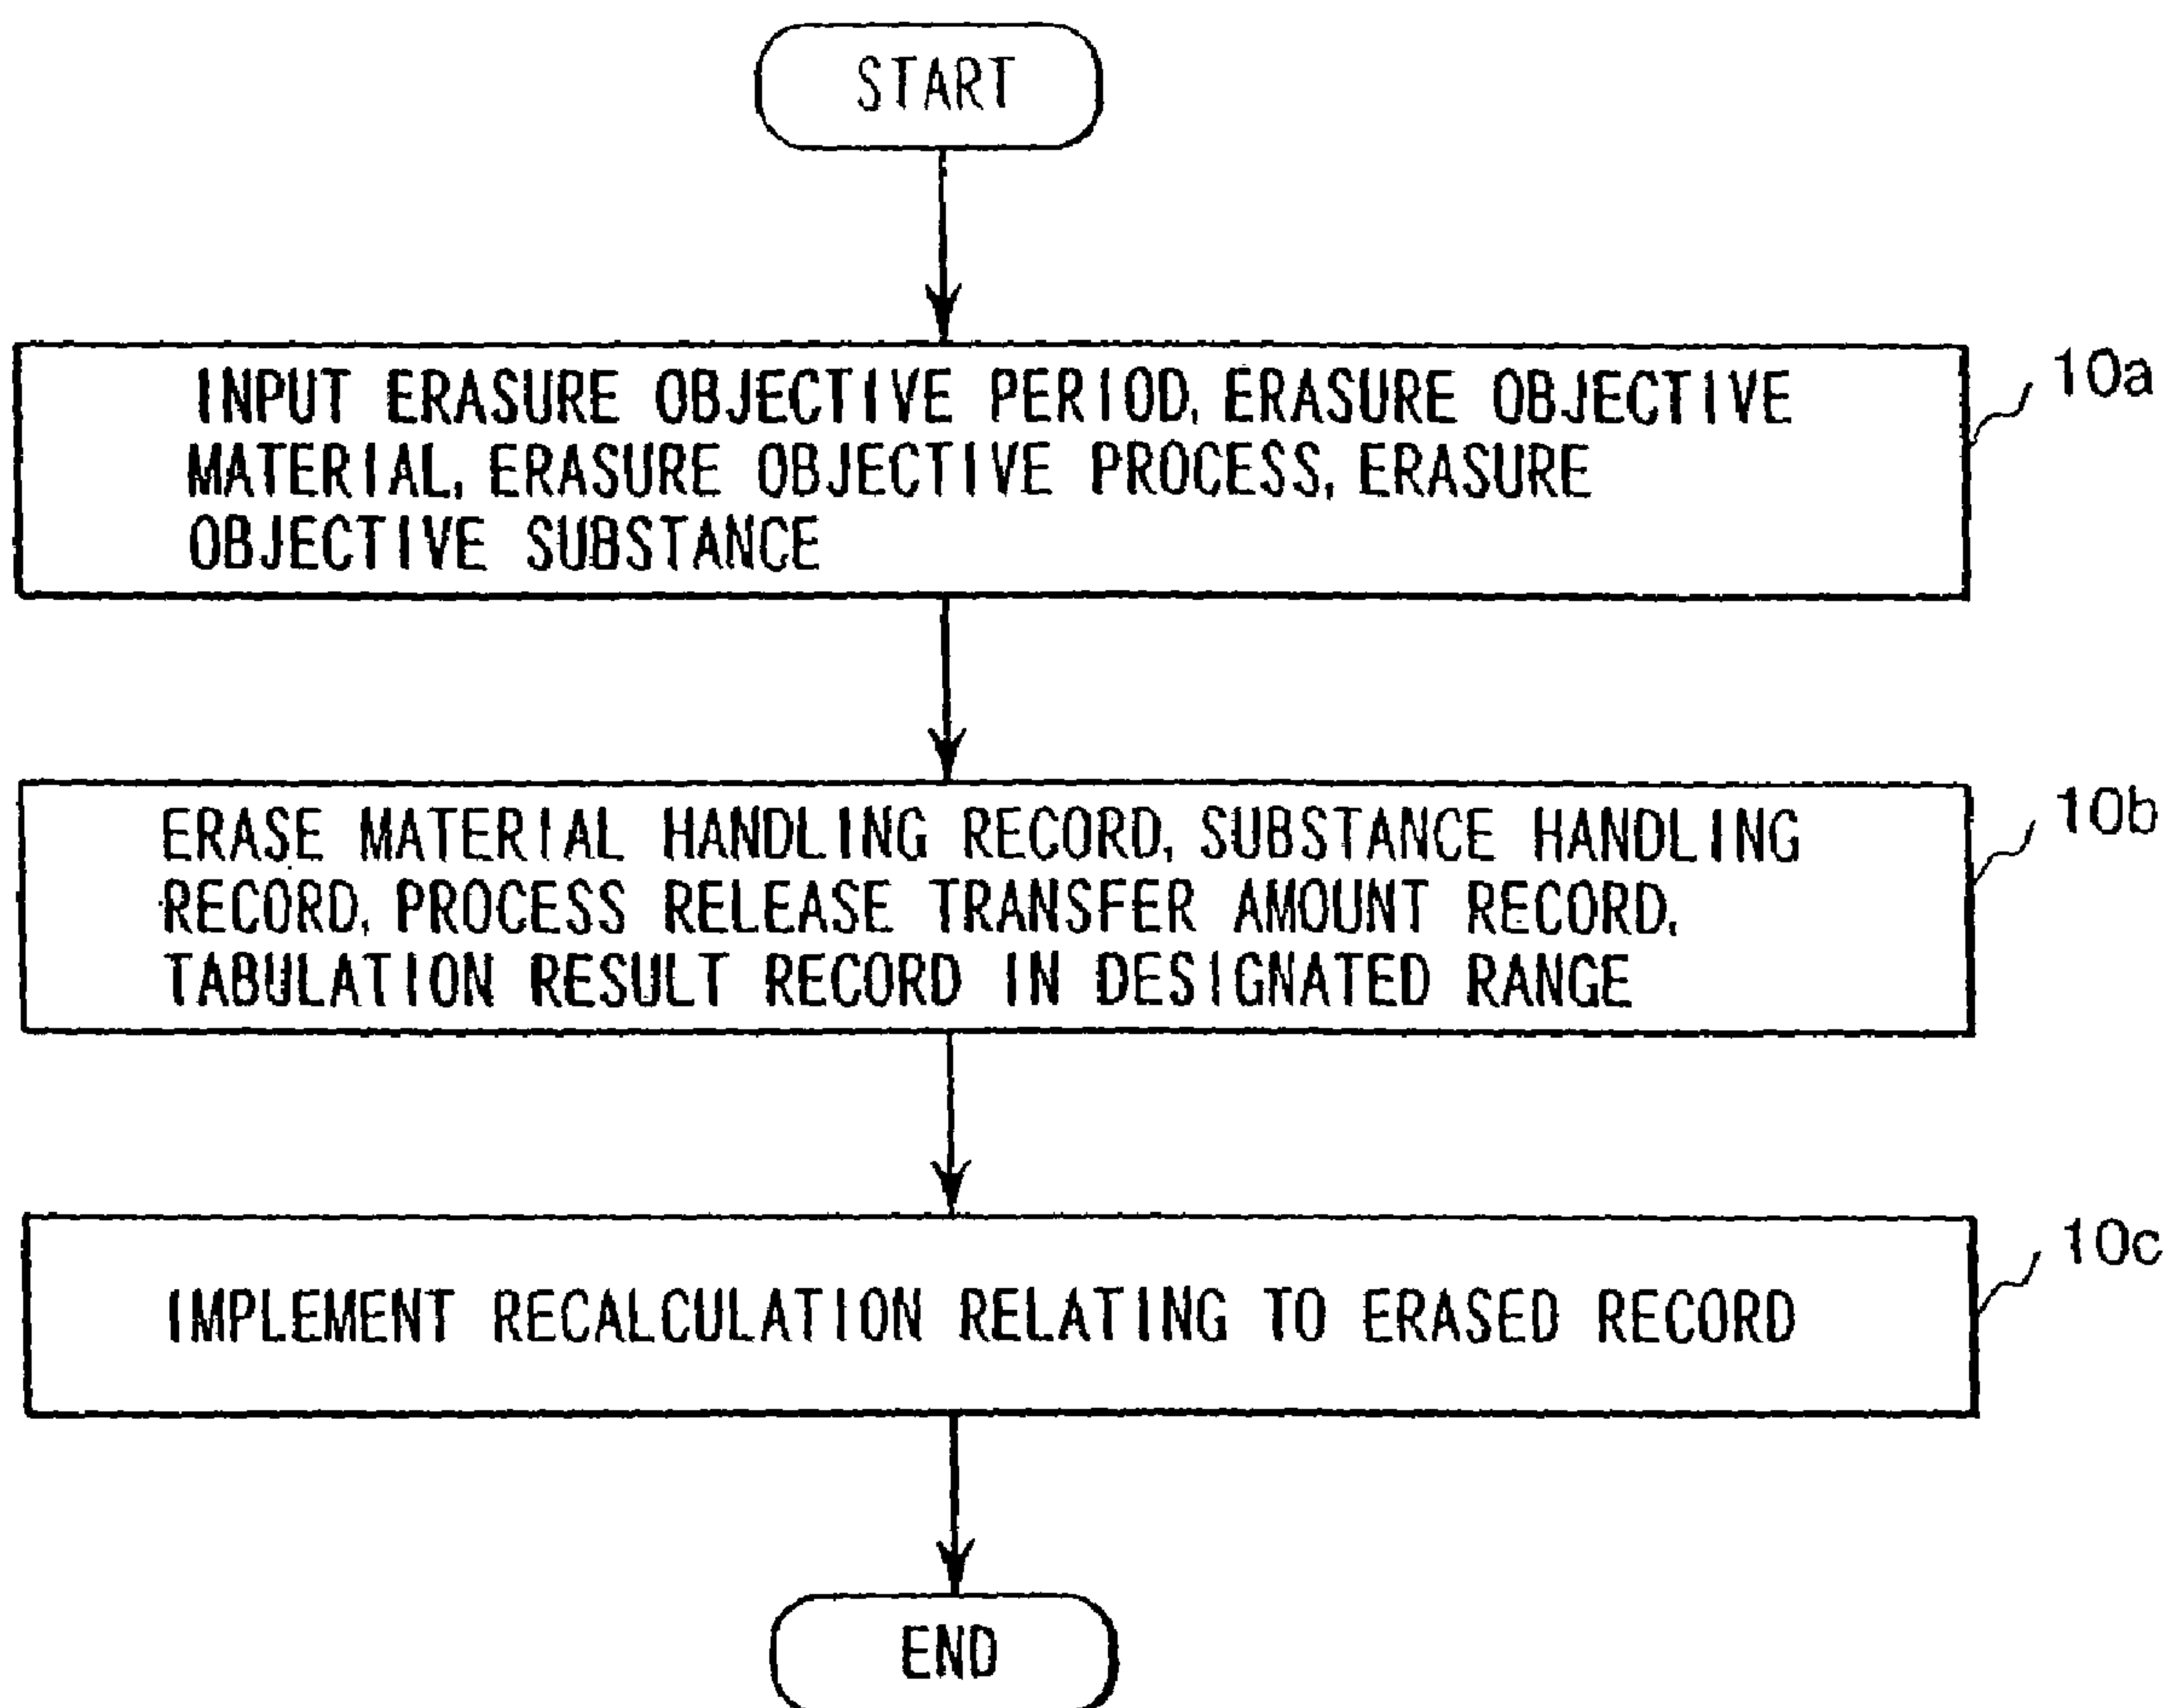 START
INPUT ERASURE OBJECTIVE PERIOD, ERASURE OBJECTIVE
MATERIAL, ERASURE OBJECTIVE PROCESS, ERASURE
OBJECTIVE SUBSTANCE
10a
ERASE MATERIAL HANDLING RECORD, SUBSTANCE HANDLING
RECORD, PROCESS RELEASE TRANSFER AMOUNT RECORD,
TABULATION RESULT RECORD IN DESIGNATED RANGE
10b
IMPLEMENT RECALCULATION RELATING TO ERASED RECORD
10c
END